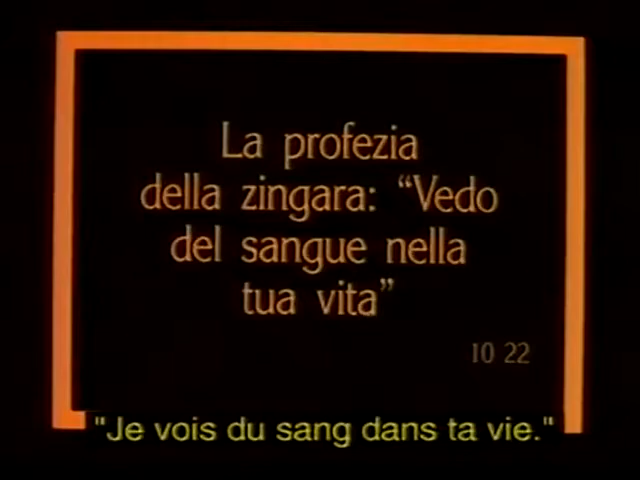 La profezia
della zingara: “Vedo
del sangue nella
tua vita”
10 22
"Je vois du sang dans ta vie."